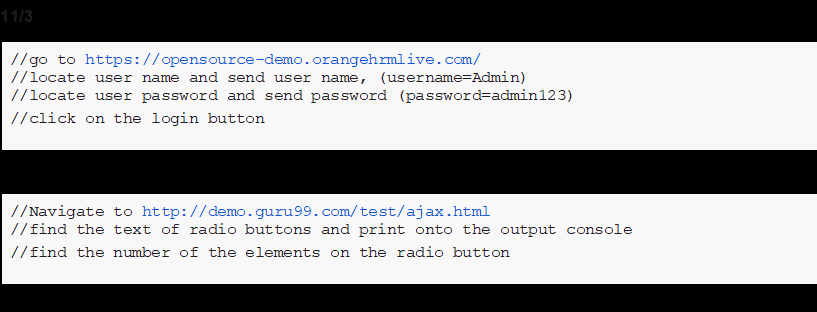 11/3
//go to https://opensource-demo.orangehrmlive.com/
//locate user name and send user name, (username=Admin)
//locate user password and send password (password=admin123)
//click on the login button
//Navigate to http://demo.guru99.com/test/ajax.html
//find the text of radio buttons and print onto the output console
//find the number of the elements on the radio button